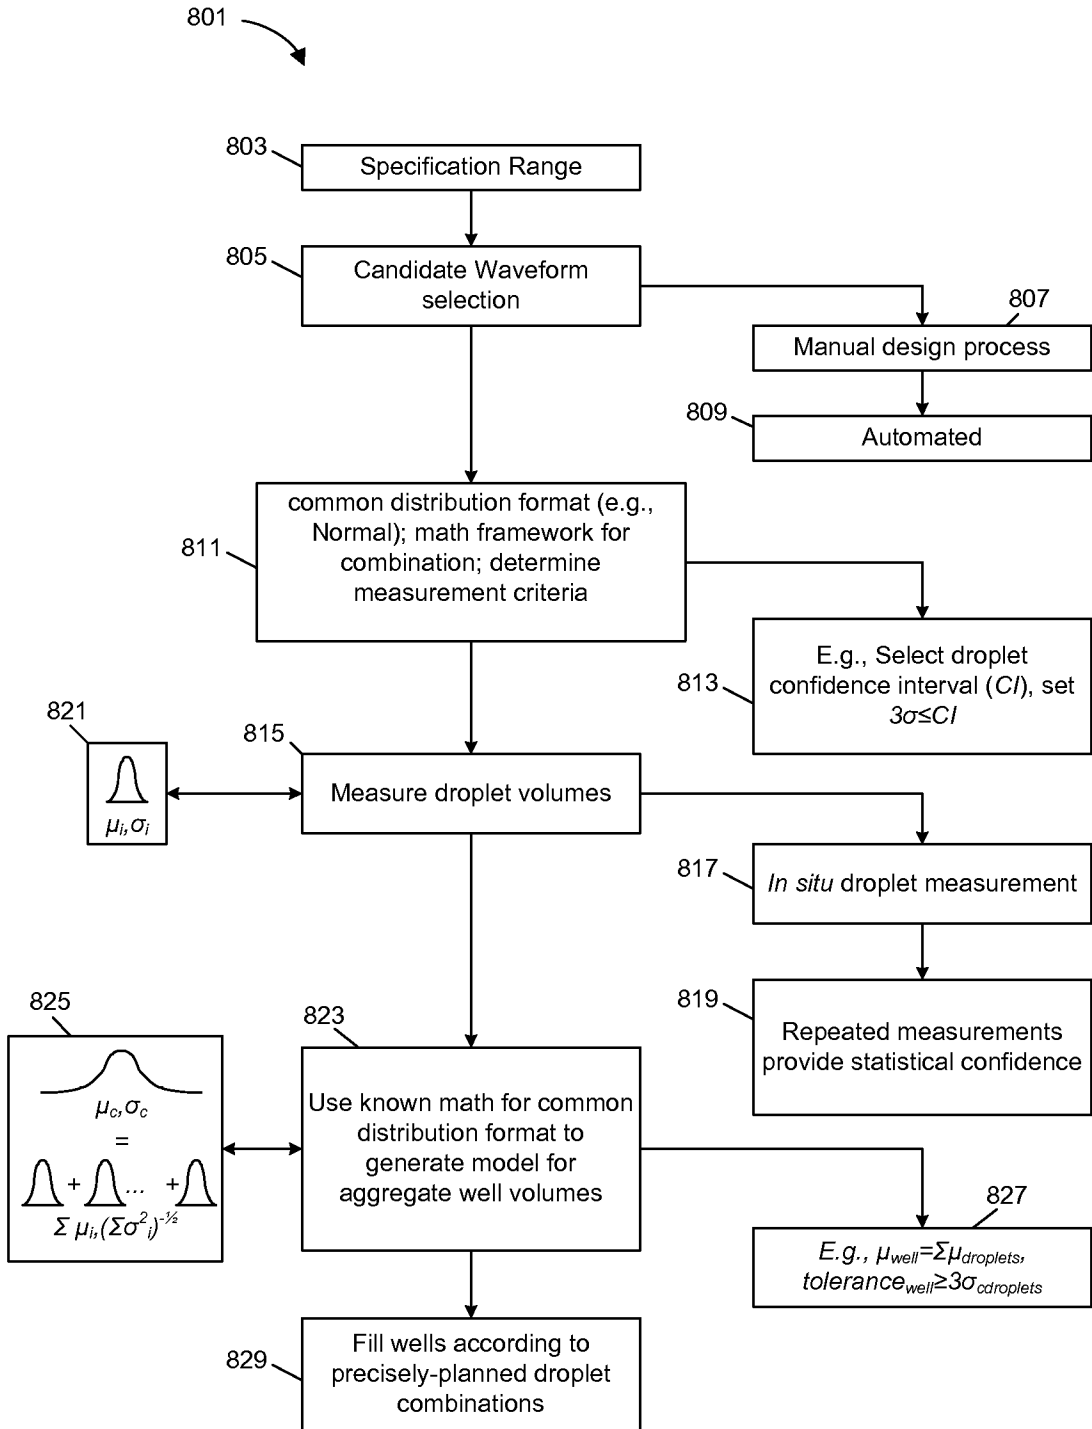 801
803
Specification Range
805
Candidate Waveform
selection
807
Manual design process
809
Automated
811
common distribution format (e.g.,
Normal); math framework for
combination; determine
measurement criteria
813
E.g., Select droplet
confidence interval (CI), set
3σ≤CI
821
μᵢ,σᵢ
815
Measure droplet volumes
817
In situ droplet measurement
819
Repeated measurements
provide statistical confidence
825
μc,σc
=
+ ... +
Σ μᵢ,(Σσ²ᵢ)⁻½
823
Use known math for common
distribution format to
generate model for
aggregate well volumes
827
E.g., μwell=Σμdroplets,
tolerancewell≥3σcdroplets
829
Fill wells according to
precisely-planned droplet
combinations